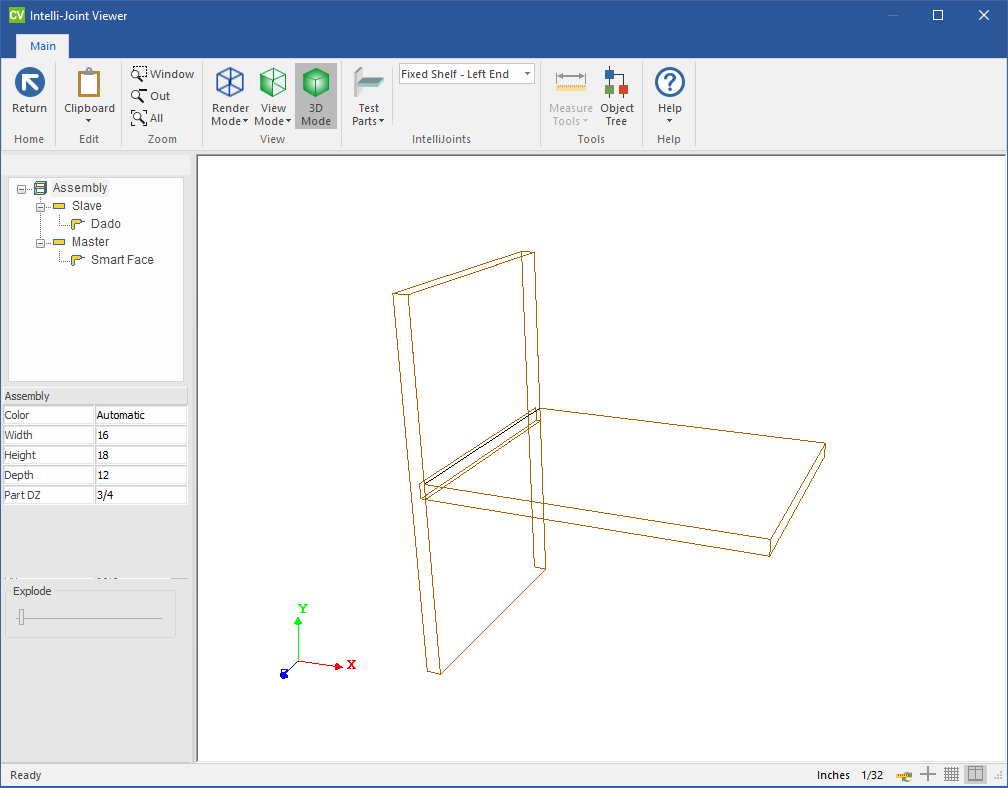 CV Intelli-Joint Viewer
Main
Return
Clipboard
Window
Out
All
Render Mode
View Mode
3D Mode
Test Parts
Fixed Shelf - Left End
Measure Tools
Object Tree
Help
Home
Edit
Zoom
View
IntelliJoints
Tools
Help
Assembly
Slave
Dado
Master
Smart Face
Assembly
Color Automatic
Width 16
Height 18
Depth 12
Part DZ 3/4
Explode
Y
X
Z
Ready
Inches 1/32